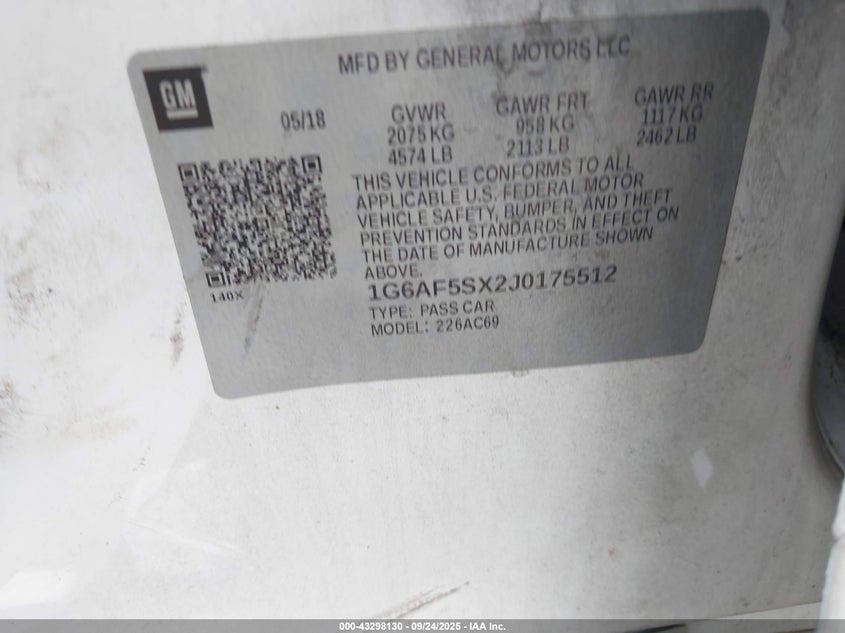 MFD BY GENERAL MOTORS LLC
GM
05/18
GVWR GAWR FRT GAWR RR
2075 KG 958 KG 1117 KG
4574 LB 2113 LB 2462 LB
THIS VEHICLE CONFORMS TO ALL
APPLICABLE U.S. FEDERAL MOTOR
VEHICLE SAFETY, BUMPER, AND THEFT
PREVENTION STANDARDS IN EFFECT ON
THE DATE OF MANUFACTURE SHOWN
ABOVE.
140X
1G6AF5SX2J0175512
TYPE: PASS CAR
MODEL: 226AC69
000-43298130 - 09/24/2025 - IAA Inc.